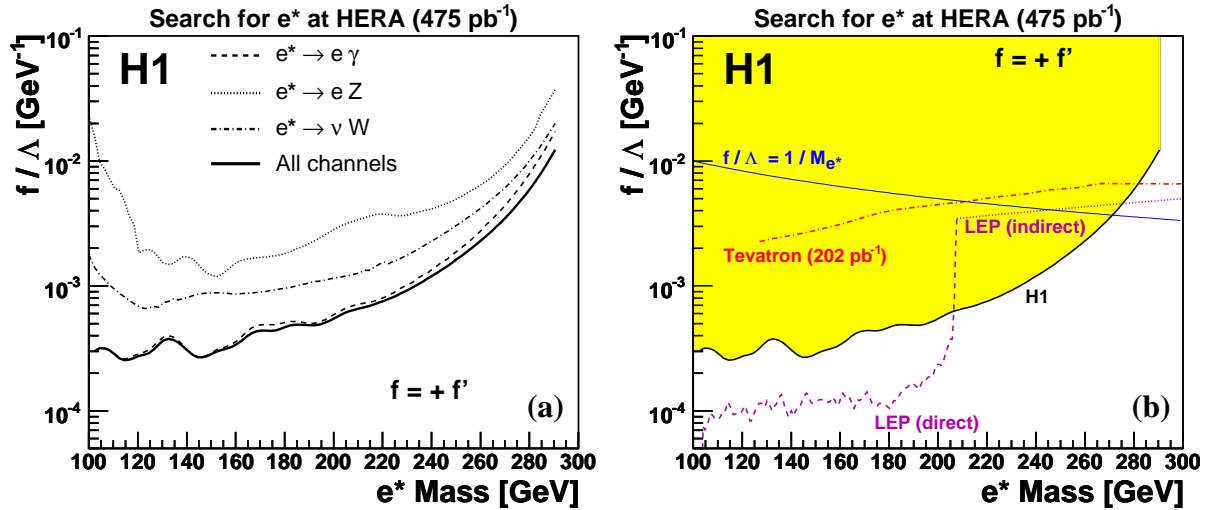 Search for e* at HERA (475 pb⁻¹)
f / Λ [GeV⁻¹]
10⁻¹
10⁻²
10⁻³
10⁻⁴
H1
e* → e γ
e* → e Z
e* → ν W
All channels
f = + f’
(a)
100 120 140 160 180 200 220 240 260 280 300
e* Mass [GeV]
Search for e* at HERA (475 pb⁻¹)
f / Λ [GeV⁻¹]
10⁻¹
10⁻²
10⁻³
10⁻⁴
H1
f = + f’
f / Λ = 1 / Mₑ*
LEP (indirect)
Tevatron (202 pb⁻¹)
H1
LEP (direct)
(b)
100 120 140 160 180 200 220 240 260 280 300
e* Mass [GeV]